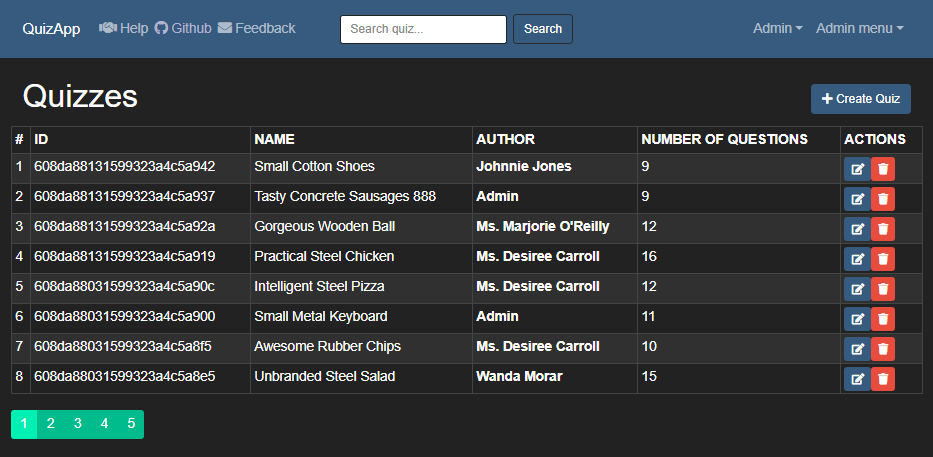 QuizApp Help Github Feedback Search quiz... Search Admin Admin menu
Quizzes
Create Quiz
# ID NAME AUTHOR NUMBER OF QUESTIONS ACTIONS
1 608da88131599323a4c5a942 Small Cotton Shoes Johnnie Jones 9
2 608da88131599323a4c5a937 Tasty Concrete Sausages 888 Admin 9
3 608da88131599323a4c5a92a Gorgeous Wooden Ball Ms. Marjorie O'Reilly 12
4 608da88131599323a4c5a919 Practical Steel Chicken Ms. Desiree Carroll 16
5 608da88031599323a4c5a90c Intelligent Steel Pizza Ms. Desiree Carroll 12
6 608da88031599323a4c5a900 Small Metal Keyboard Admin 11
7 608da88031599323a4c5a8f5 Awesome Rubber Chips Ms. Desiree Carroll 10
8 608da88031599323a4c5a8e5 Unbranded Steel Salad Wanda Morar 15
1 2 3 4 5